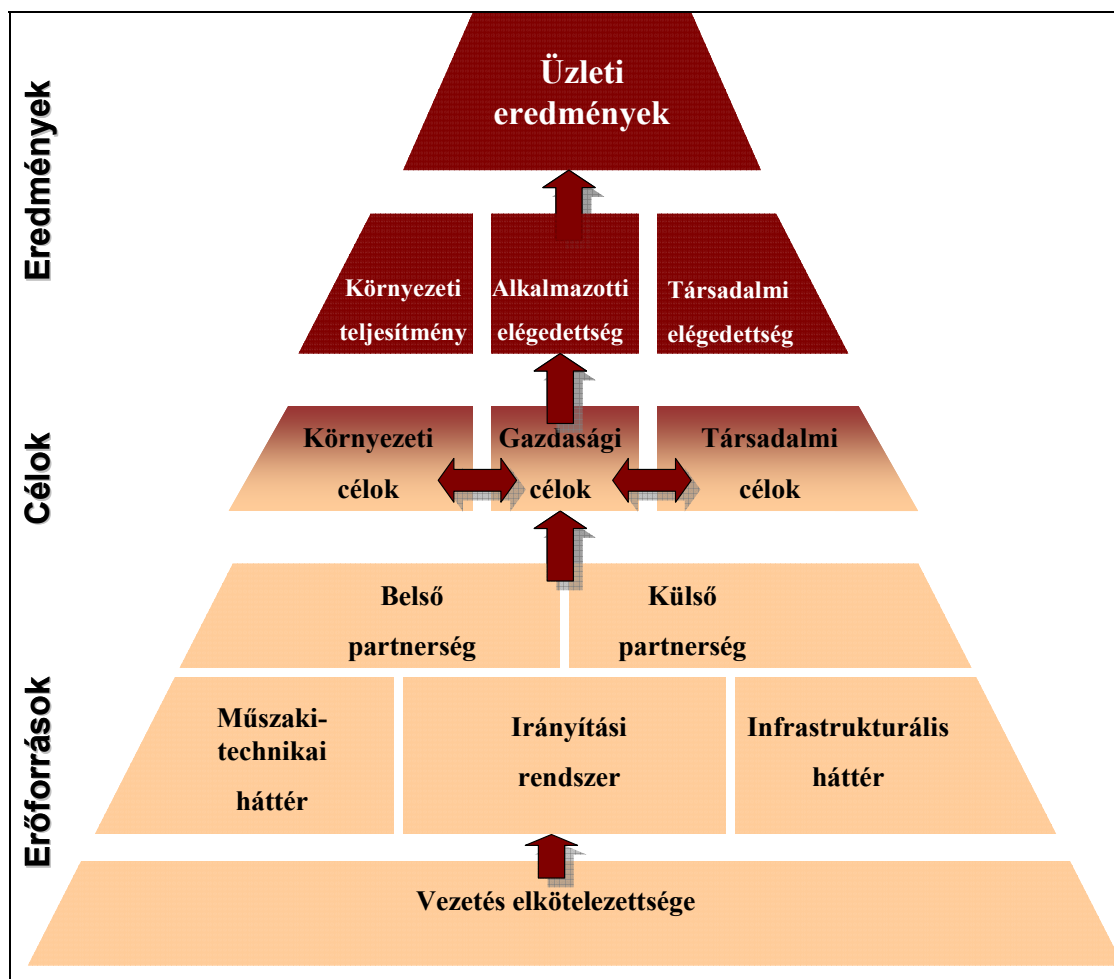 Eredmények
Üzleti
eredmények
Környezeti
teljesítmény
Alkalmazotti
elégedettség
Társadalmi
elégedettség
Célok
Környezeti
célok
Gazdasági
célok
Társadalmi
célok
Erőforrások
Belső
partnerség
Külső
partnerség
Műszaki-
technikai
háttér
Irányítási
rendszer
Infrastrukturális
háttér
Vezetés elkötelezettsége